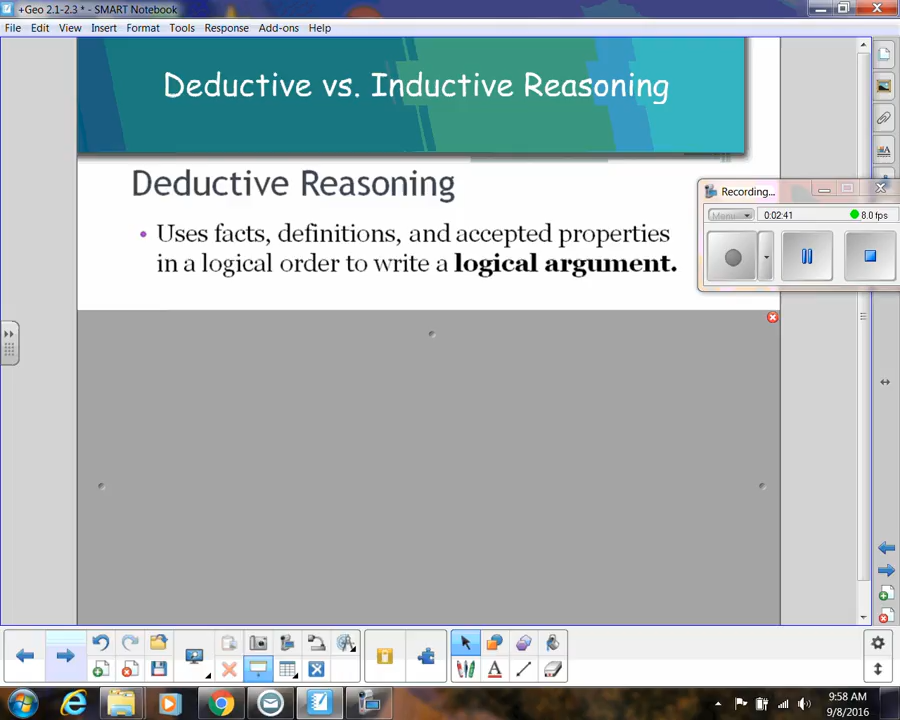 +Geo 2.1-2.3 * - SMART Notebook
File Edit View Insert Format Tools Response Add-ons Help
Deductive vs. Inductive Reasoning
Deductive Reasoning
Recording...
Menu 0:02:41 8.0 fps
• Uses facts, definitions, and accepted properties
in a logical order to write a logical argument.
9:58 AM
9/8/2016